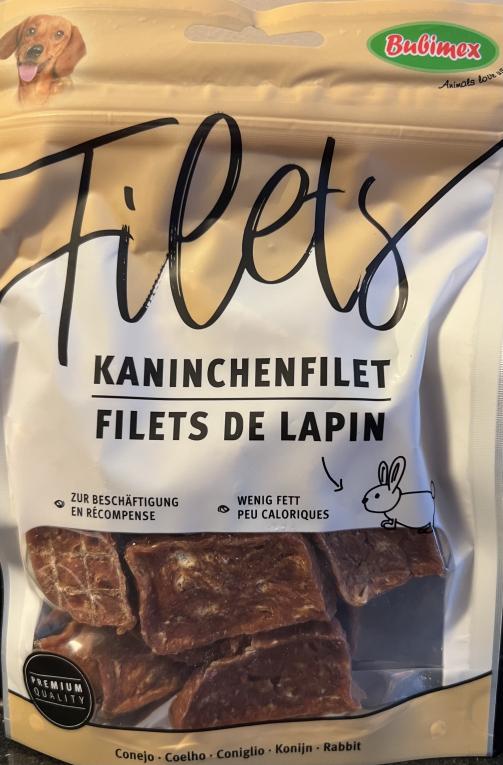 Bubimex
Animals love us
Filets
KANINCHENFILET
FILETS DE LAPIN
ZUR BESCHÄFTIGUNG
EN RÉCOMPENSE
WENIG FETT
PEU CALORIQUES
PREMIUM
QUALITY
Conejo · Coelho · Coniglio · Konijn · Rabbit